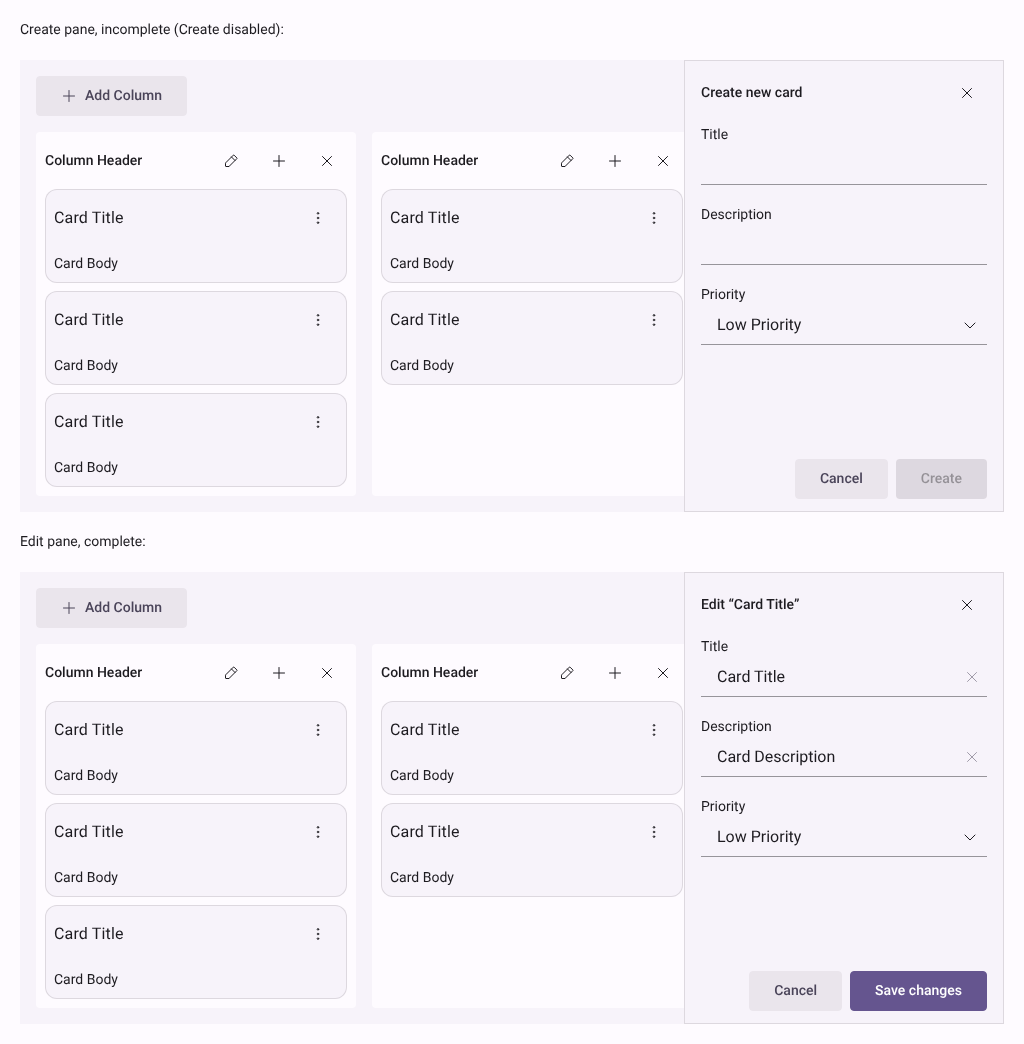 Create pane, incomplete (Create disabled):
Add Column
Column Header
Card Title
Card Body
Card Title
Card Body
Card Title
Card Body
Column Header
Card Title
Card Body
Card Title
Card Body
Create new card
Title
Description
Priority
Low Priority
Cancel
Create
Edit pane, complete:
Add Column
Column Header
Card Title
Card Body
Card Title
Card Body
Card Title
Card Body
Column Header
Card Title
Card Body
Card Title
Card Body
Edit “Card Title”
Title
Card Title
Description
Card Description
Priority
Low Priority
Cancel
Save changes